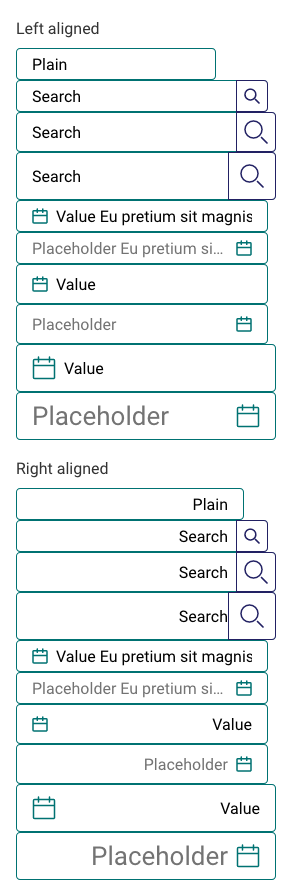 Left aligned
Plain
Search
Search
Search
Value Eu pretium sit magnis
Placeholder Eu pretium si...
Value
Placeholder
Value
Placeholder
Right aligned
Plain
Search
Search
Search
Value Eu pretium sit magnis
Placeholder Eu pretium si...
Value
Placeholder
Value
Placeholder